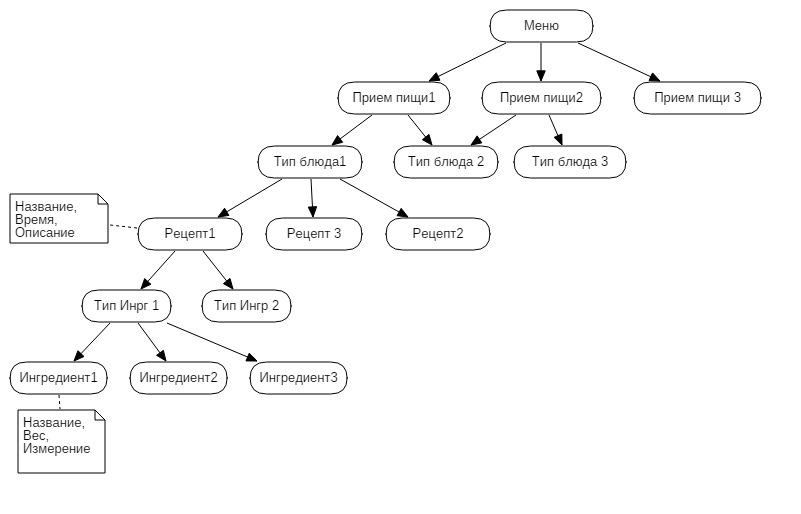 Меню
Прием пищи1
Прием пищи2
Прием пищи 3
Тип блюда1
Тип блюда 2
Тип блюда 3
Название,
Время,
Описание
Рецепт1
Рецепт 3
Рецепт2
Тип Инрг 1
Тип Ингр 2
Ингредиент1
Ингредиент2
Ингредиент3
Название,
Вес,
Измерение